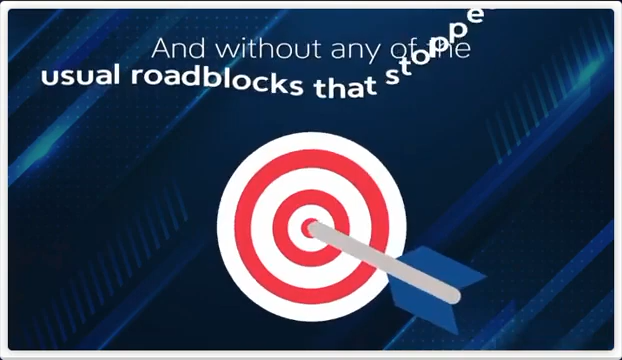 And without any of the
usual roadblocks that stoppe